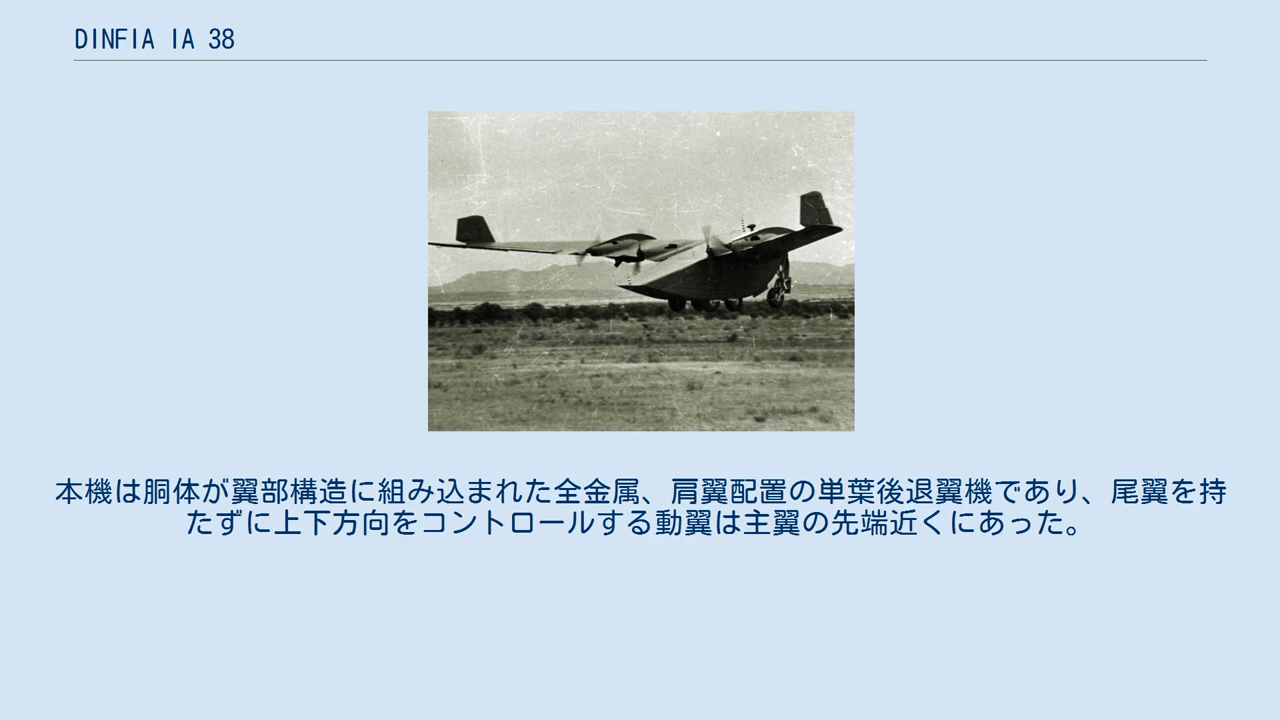 DINFIA IA 38
本機は胴体が翼部構造に組み込まれた全金属、肩翼配置の単葉後退翼機であり、尾翼を持
たずに上下方向をコントロールする動翼は主翼の先端近くにあった。